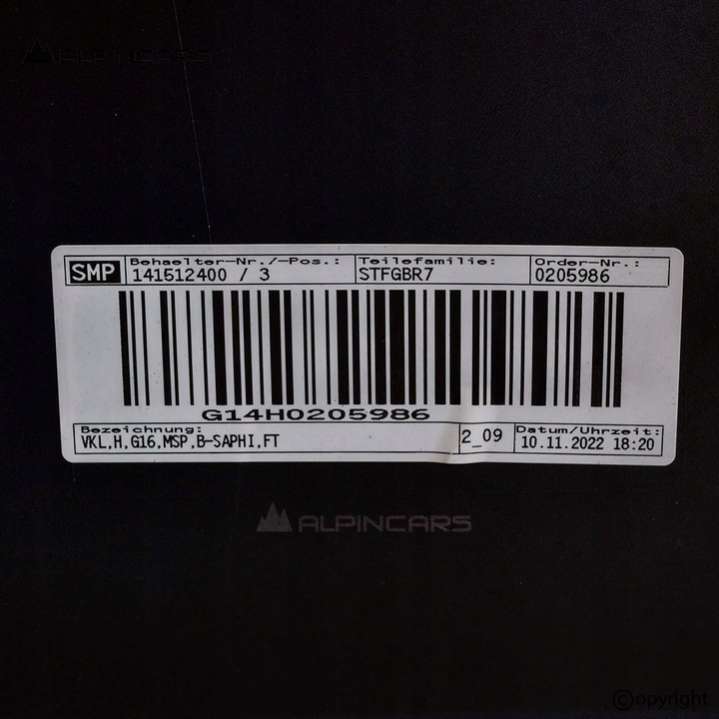 ALPINCARS
SMP
Behaelter-Nr./-Pos.: Teilefamilie: Order-Nr.:
141512400 / 3 STFGBR7 0205986
G14H0205986
Bezeichnung: 2_09 Datum/Uhrzeit:
VKL,H,G16,MSP,B-SAPHI,FT 10.11.2022 18:20
ALPINCARS
©opyright